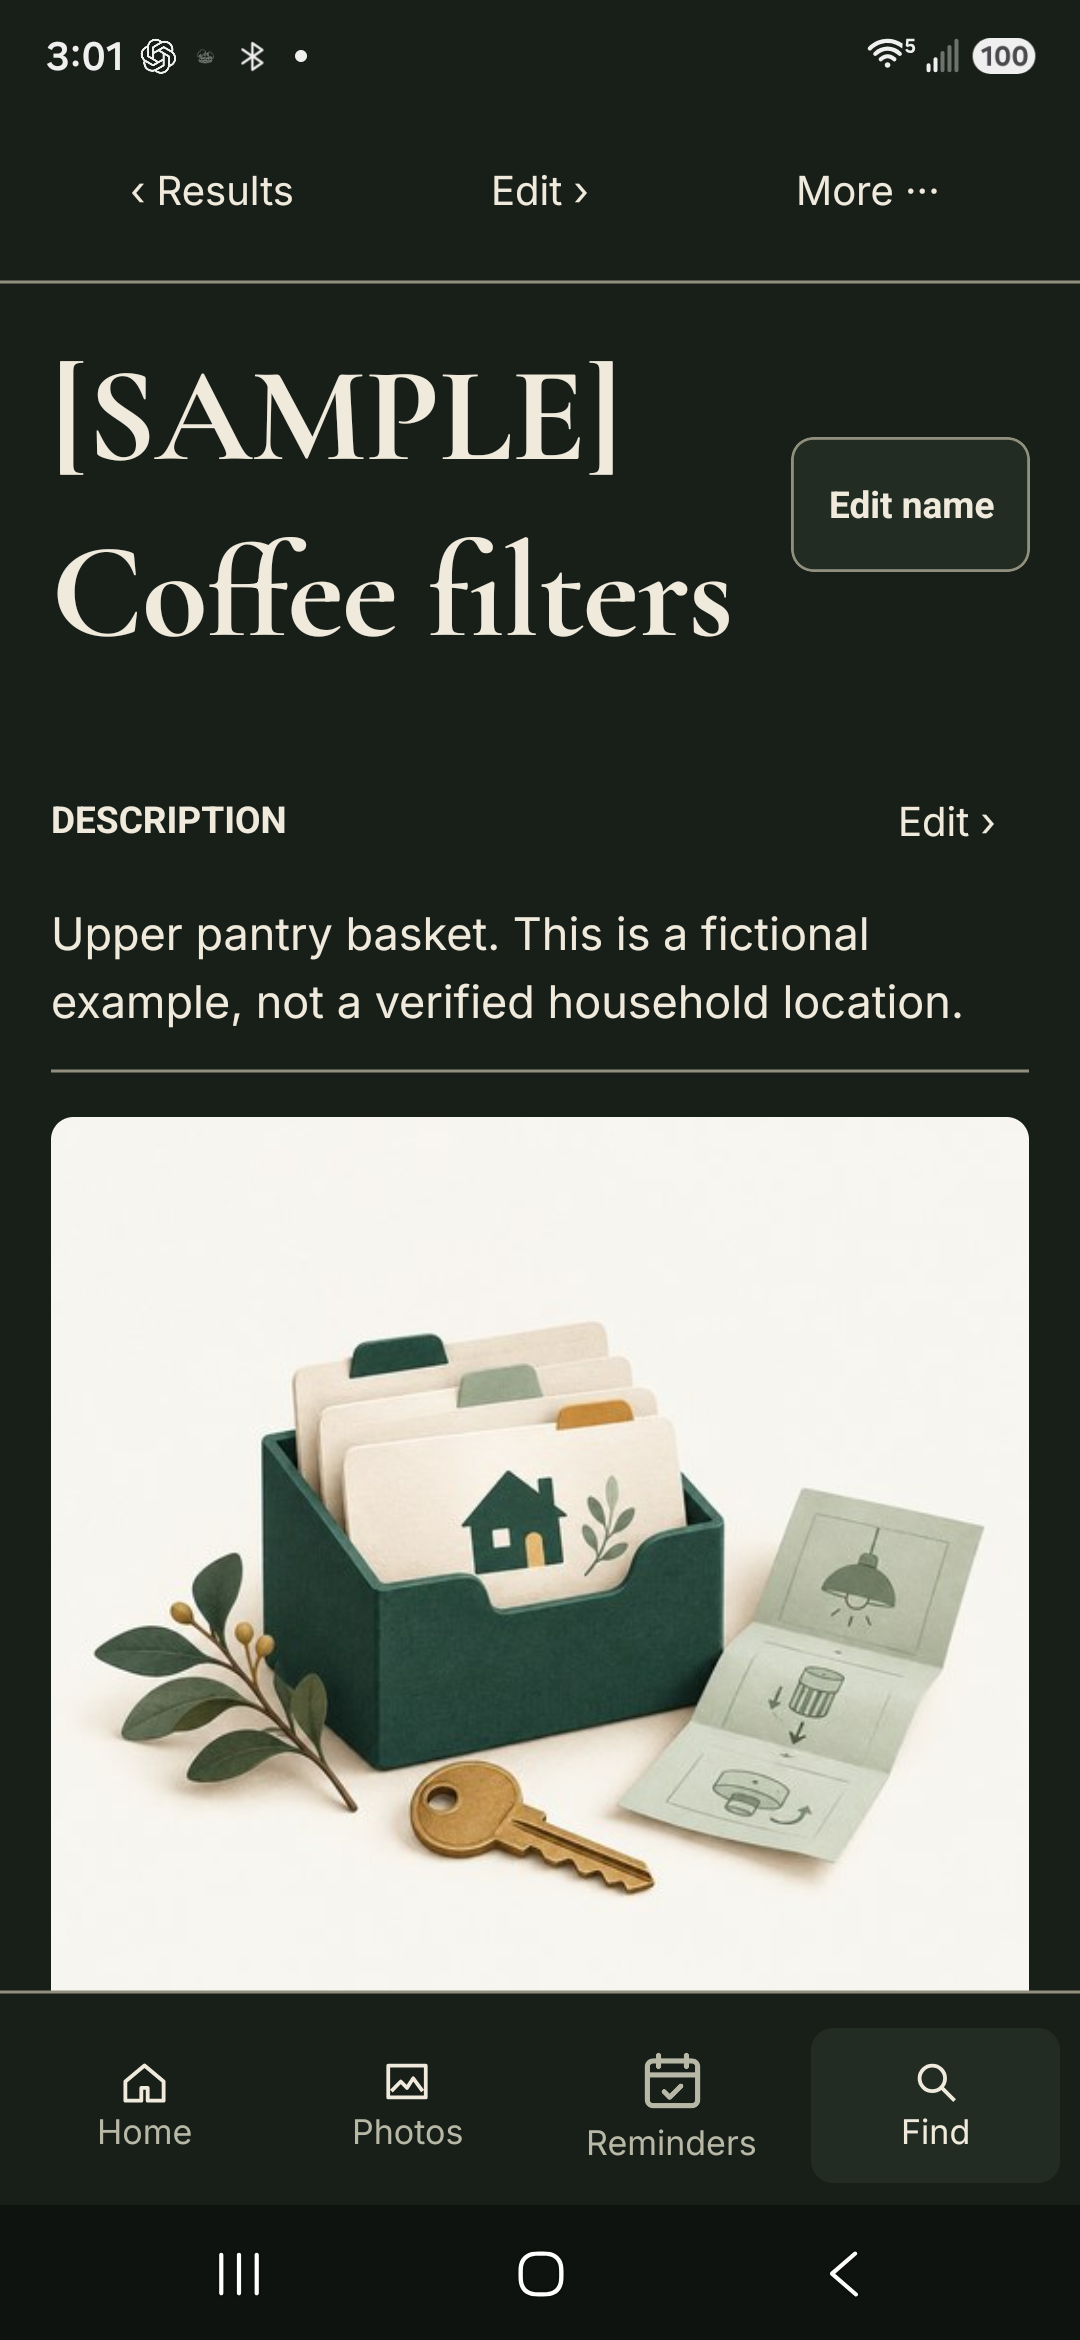 3:01
5
100
‹ Results
Edit ›
More ···
[SAMPLE]
Coffee filters
Edit name
DESCRIPTION
Edit ›
Upper pantry basket. This is a fictional
example, not a verified household location.
Home
Photos
Reminders
Find